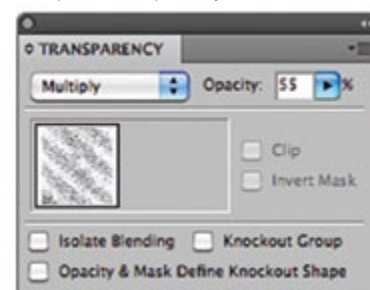 TRANSPARENCY
Multiply Opacity: 55 %
Clip
Invert Mask
Isolate Blending Knockout Group
Opacity & Mask Define Knockout Shape